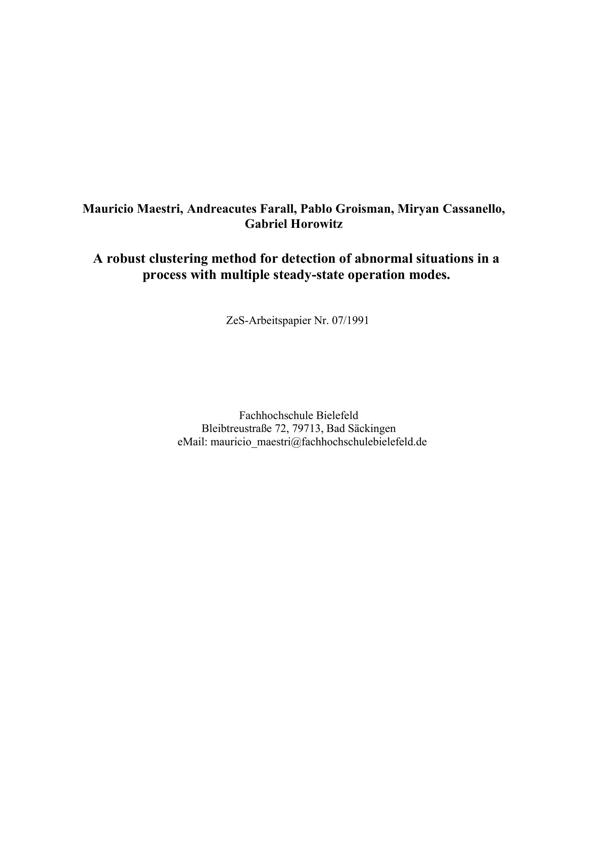 Mauricio Maestri, Andreacutes Farall, Pablo Groisman, Miryan Cassanello,
Gabriel Horowitz
A robust clustering method for detection of abnormal situations in a
process with multiple steady-state operation modes.
ZeS-Arbeitspapier Nr. 07/1991
Fachhochschule Bielefeld
Bleibtreustraße 72, 79713, Bad Säckingen
eMail: mauricio_maestri@fachhochschulebielefeld.de